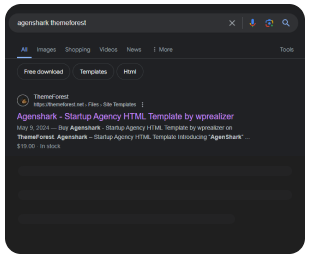 agenshark themeforest
All Images Shopping Videos News More Tools
Free download Templates Html
ThemeForest
https://themeforest.net › Files › Site Templates
Agenshark - Startup Agency HTML Template by wprealizer
May 9, 2024 — Buy Agenshark - Startup Agency HTML Template by wprealizer on
ThemeForest. Agenshark – Startup Agency HTML Template Introducing "AgenShark" ...
$19.00 · In stock